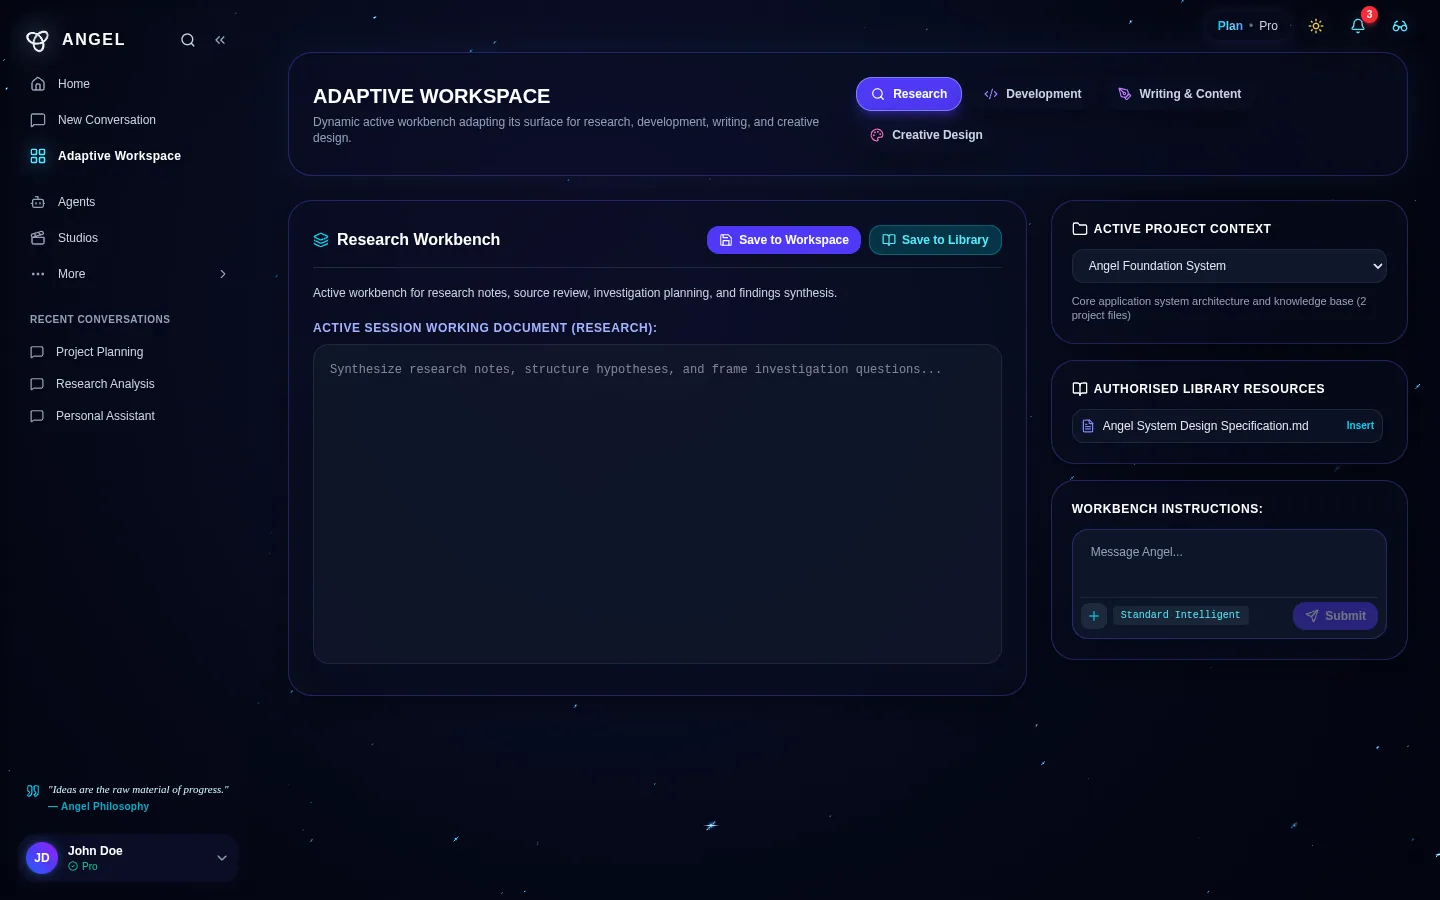 ANGEL
Home
New Conversation
Adaptive Workspace
Agents
Studios
More
RECENT CONVERSATIONS
Project Planning
Research Analysis
Personal Assistant
"Ideas are the raw material of progress."
— Angel Philosophy
JD
John Doe
Pro
Plan • Pro
3
ADAPTIVE WORKSPACE
Dynamic active workbench adapting its surface for research, development, writing, and creative
design.
Research
Development
Writing & Content
Creative Design
Research Workbench
Save to Workspace
Save to Library
Active workbench for research notes, source review, investigation planning, and findings synthesis.
ACTIVE SESSION WORKING DOCUMENT (RESEARCH):
Synthesize research notes, structure hypotheses, and frame investigation questions...
ACTIVE PROJECT CONTEXT
Angel Foundation System
Core application system architecture and knowledge base (2
project files)
AUTHORISED LIBRARY RESOURCES
Angel System Design Specification.md
Insert
WORKBENCH INSTRUCTIONS:
Message Angel...
Standard Intelligent
Submit